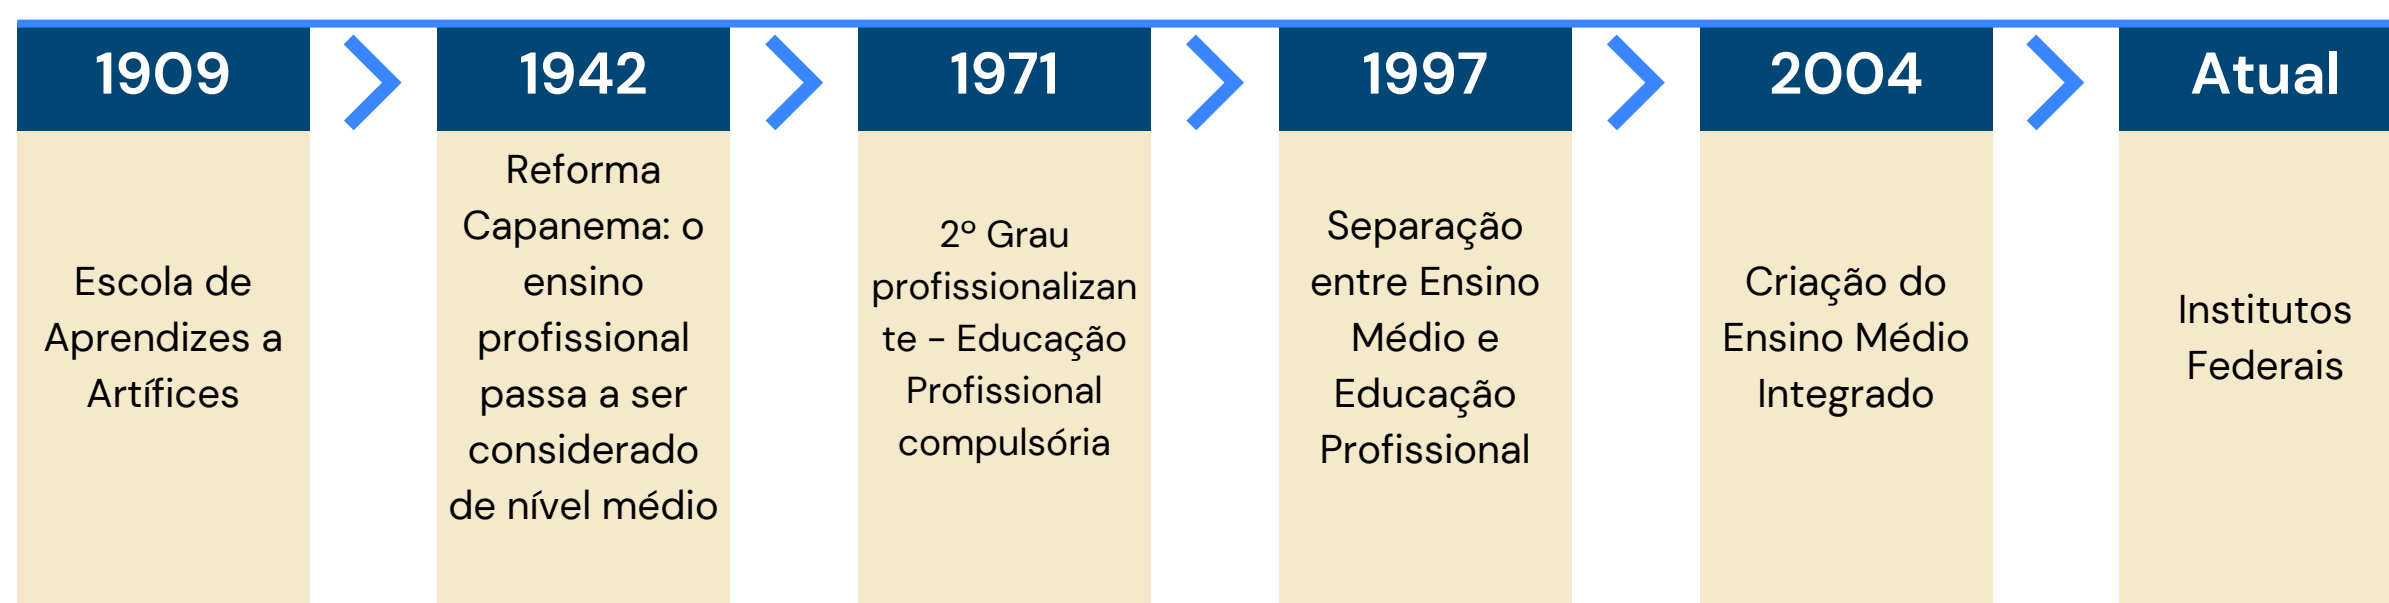 1909
Escola de
Aprendizes a
Artífices
1942
Reforma
Capanema: o
ensino
profissional
passa a ser
considerado
de nível médio
1971
2º Grau
profissionalizan
te - Educação
Profissional
compulsória
1997
Separação
entre Ensino
Médio e
Educação
Profissional
2004
Criação do
Ensino Médio
Integrado
Atual
Institutos
Federais